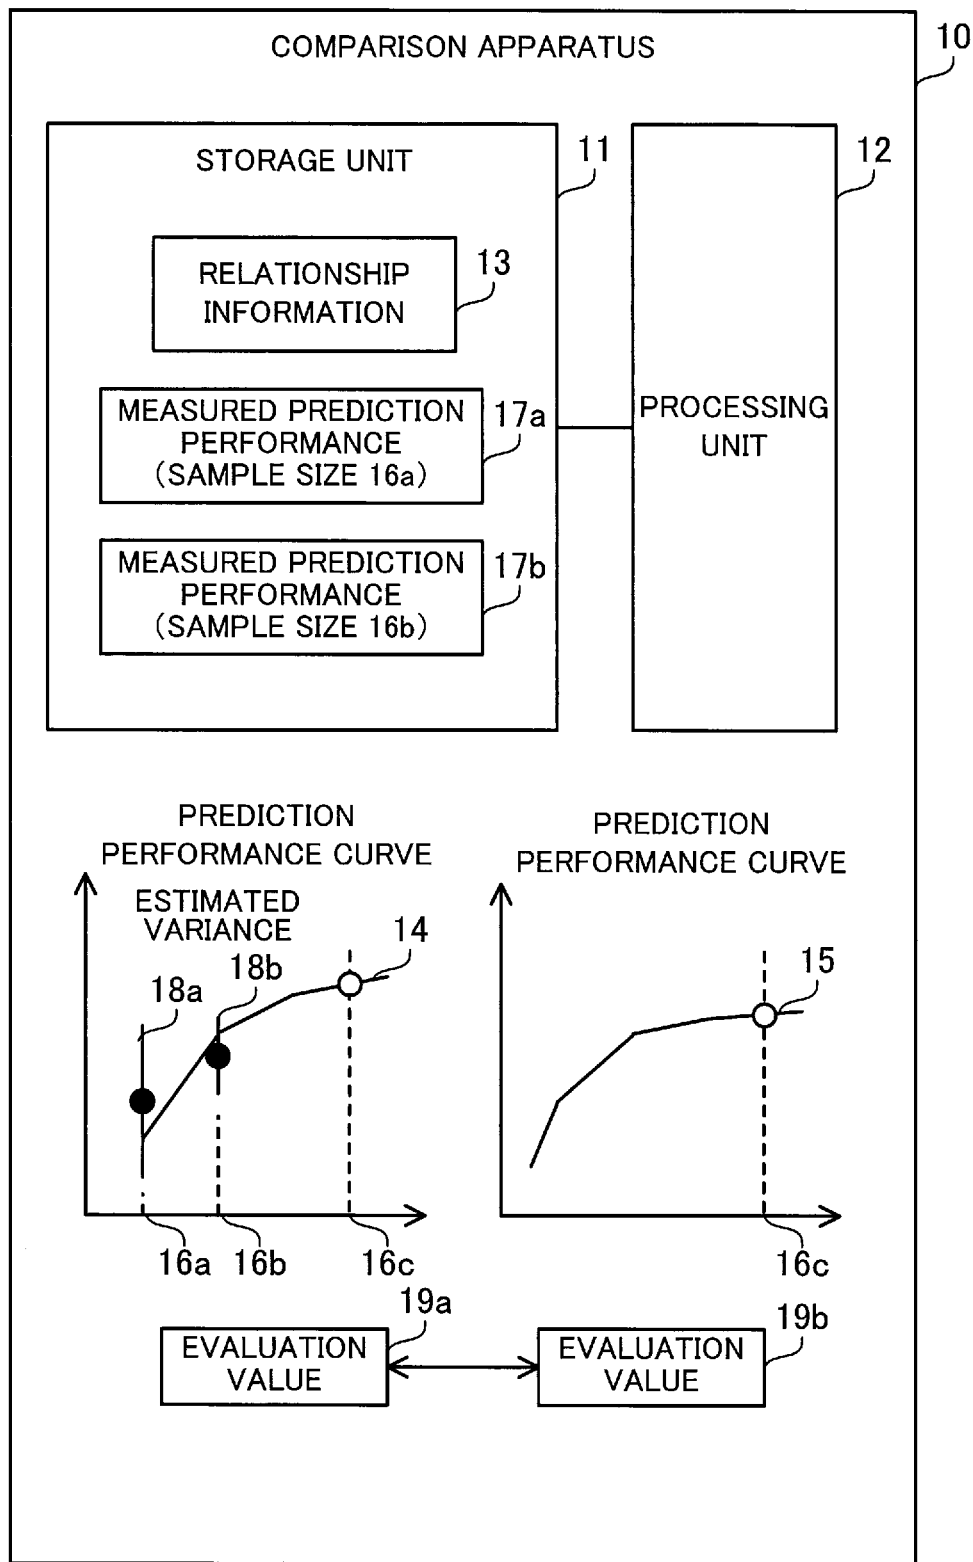 COMPARISON APPARATUS
10
STORAGE UNIT
11
12
RELATIONSHIP
INFORMATION
13
MEASURED PREDICTION
PERFORMANCE
(SAMPLE SIZE 16a)
17a
PROCESSING
UNIT
MEASURED PREDICTION
PERFORMANCE
(SAMPLE SIZE 16b)
17b
PREDICTION
PERFORMANCE CURVE
ESTIMATED
VARIANCE
18a
18b
14
16a
16b
16c
PREDICTION
PERFORMANCE CURVE
15
16c
19a
EVALUATION
VALUE
19b
EVALUATION
VALUE